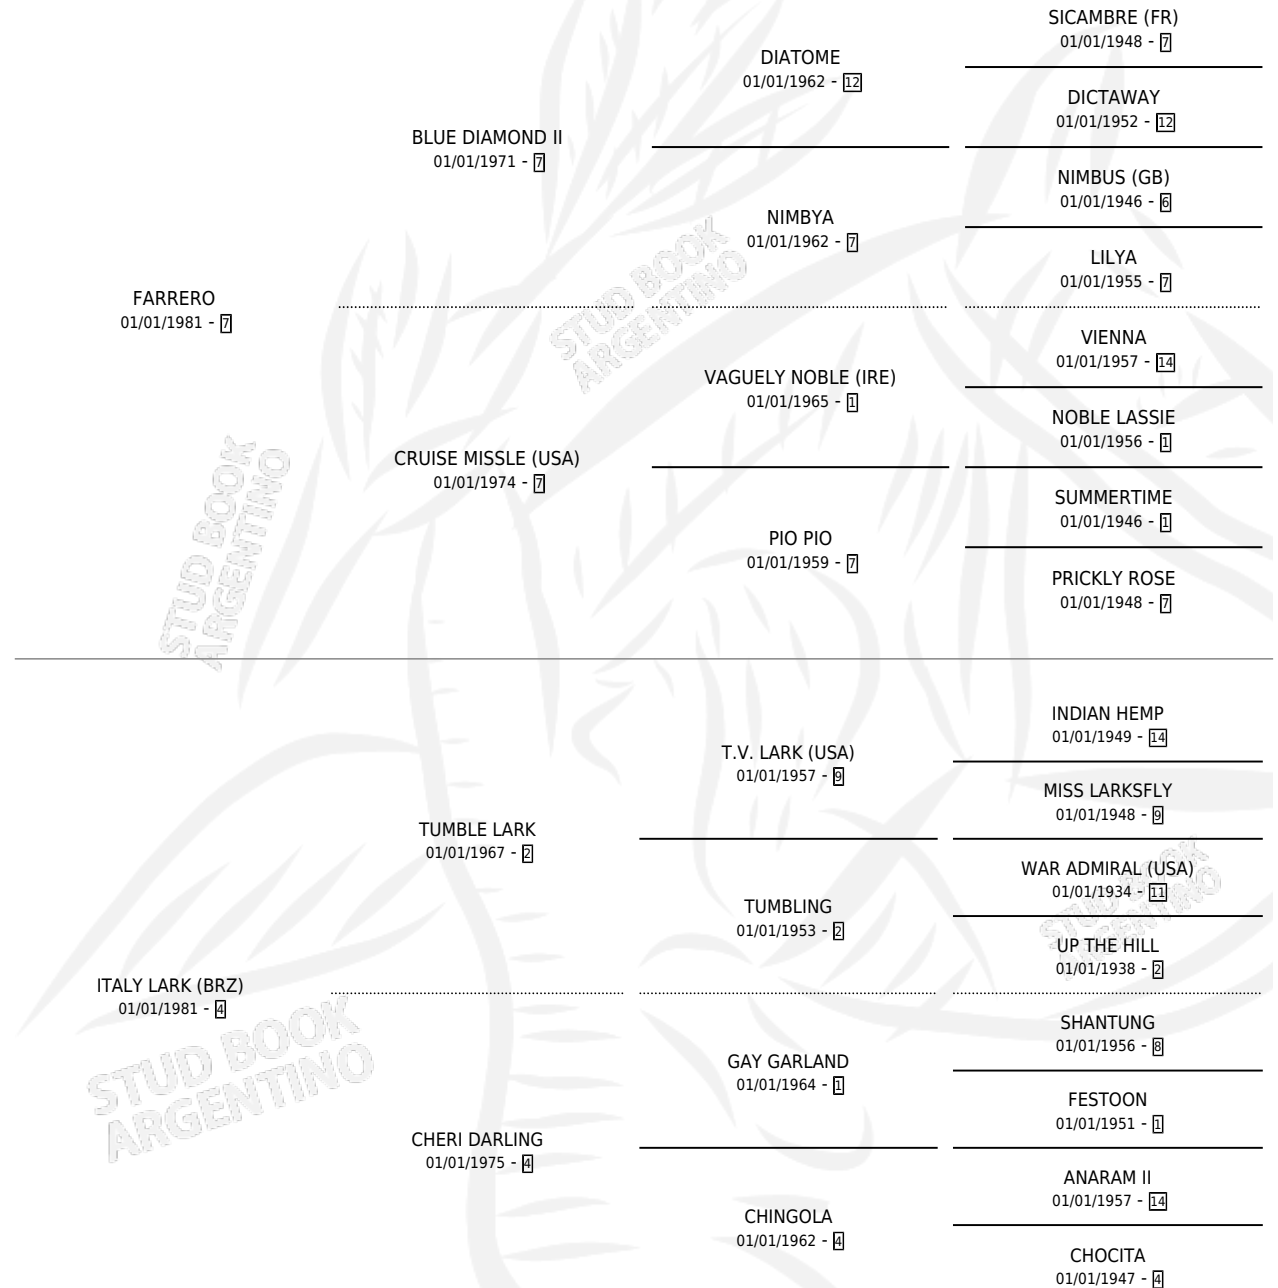 SICAMBRE (FR)
01/01/1948 - 7
DIATOME
01/01/1962 - 12
DICTAWAY
01/01/1952 - 12
BLUE DIAMOND II
01/01/1971 - 7
NIMBUS (GB)
01/01/1946 - 6
NIMBYA
01/01/1962 - 7
LILYA
01/01/1955 - 7
FARRERO
01/01/1981 - 7
VIENNA
01/01/1957 - 14
VAGUELY NOBLE (IRE)
01/01/1965 - 1
NOBLE LASSIE
01/01/1956 - 1
CRUISE MISSLE (USA)
01/01/1974 - 7
SUMMERTIME
01/01/1946 - 1
PIO PIO
01/01/1959 - 7
PRICKLY ROSE
01/01/1948 - 7
INDIAN HEMP
01/01/1949 - 14
T.V. LARK (USA)
01/01/1957 - 9
MISS LARKSFLY
01/01/1948 - 9
TUMBLE LARK
01/01/1967 - 2
WAR ADMIRAL (USA)
01/01/1934 - 11
TUMBLING
01/01/1953 - 2
UP THE HILL
01/01/1938 - 2
ITALY LARK (BRZ)
01/01/1981 - 4
SHANTUNG
01/01/1956 - 8
GAY GARLAND
01/01/1964 - 1
FESTOON
01/01/1951 - 1
CHERI DARLING
01/01/1975 - 4
ANARAM II
01/01/1957 - 14
CHINGOLA
01/01/1962 - 4
CHOCITA
01/01/1947 - 4
STUD BOOK
ARGENTINO
STUD BOOK
ARGENTINO
STUD BOOK
ARGENTINO
STUD BOOK
ARGENTINO